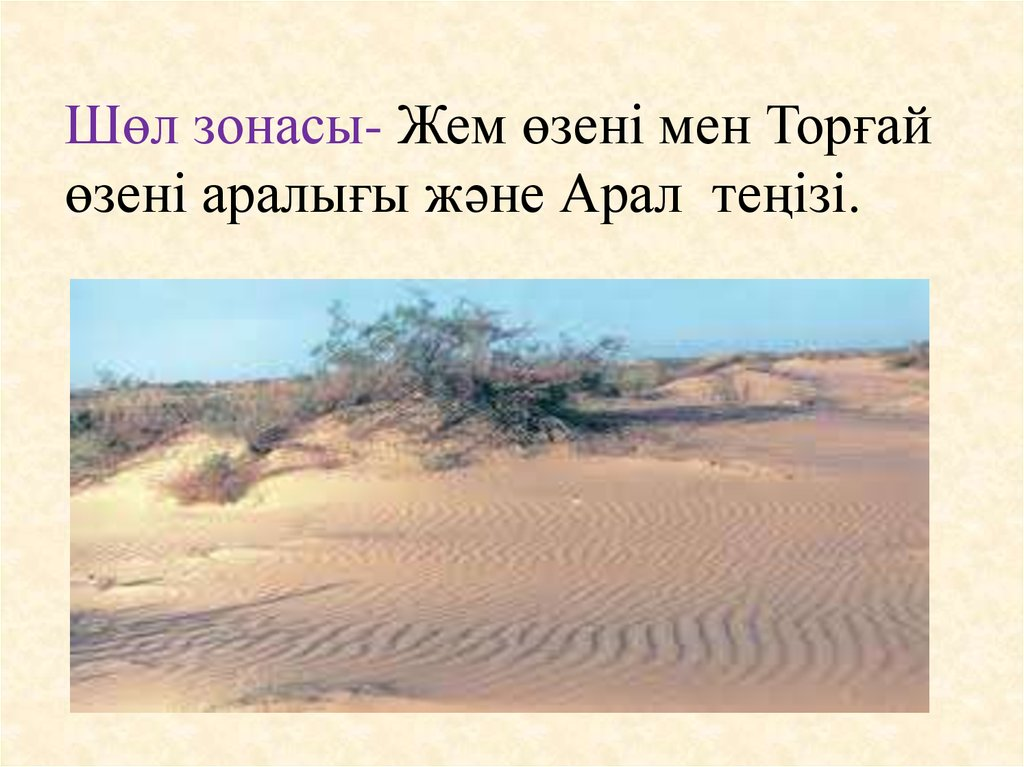 Шөл зонасы- Жем өзені мен Торғай
өзені аралығы және Арал  теңізі.